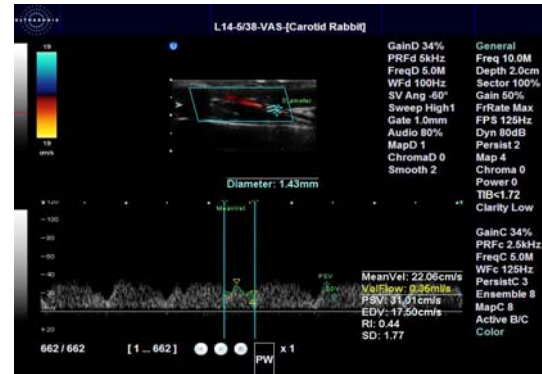 ULTRASONIX
L14-5/38-VAS-[Carotid Rabbit]
19
19
cm/s
Diameter
Diameter: 1.43mm
GainD 34%
PRFd 5kHz
FreqD 5.0M
WFd 100Hz
SV Ang -60°
Sweep High1
Gate 1.0mm
Audio 80%
MapD 1
ChromaD 0
Smooth 2
General
Freq 10.0M
Depth 2.0cm
Sector 100%
Gain 50%
FrRate Max
FPS 125Hz
Dyn 80dB
Persist 2
Map 4
Chroma 0
Power 0
TIB<1.72
Clarity Low
GainC 34%
PRFc 2.5kHz
FreqC 5.0M
WFc 125Hz
PersistC 3
Ensemble 8
MapC 8
Active B/C
Color
MeanVel
-100
-80
-60
-40
+20
PSV
EDV
MeanVel: 22.06cm/s
VolFlow: 0.36ml/s
PSV: 31.01cm/s
EDV: 17.50cm/s
RI: 0.44
SD: 1.77
662 / 662 [1 ... 662] PW x 1